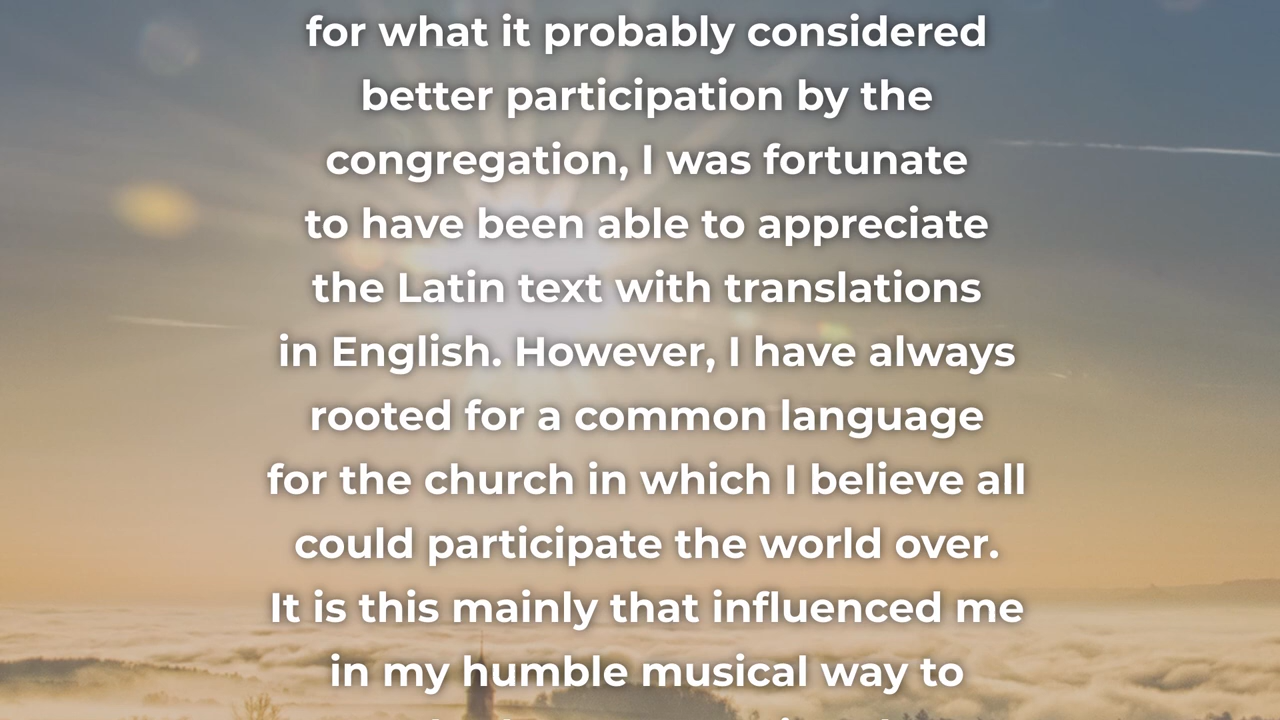 for what it probably considered
better participation by the
congregation, I was fortunate
to have been able to appreciate
the Latin text with translations
in English. However, I have always
rooted for a common language
for the church in which I believe all
could participate the world over.
It is this mainly that influenced me
in my humble musical way to